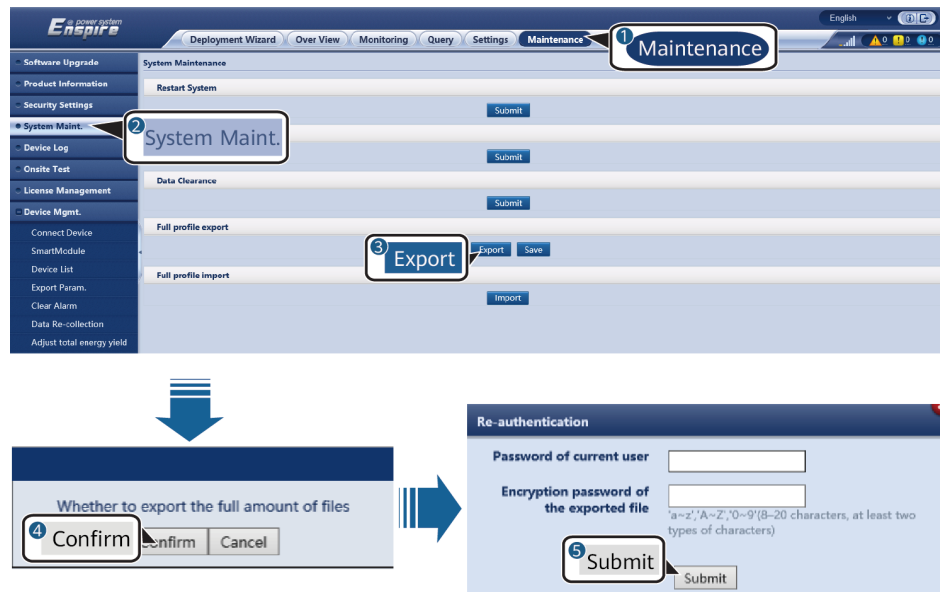 e power system
Enspire
English
Deployment Wizard Over View Monitoring Query Settings Maintenance
1 Maintenance
0 0 0
Software Upgrade
Product Information
Security Settings
System Maint.
Device Log
Onsite Test
License Management
Device Mgmt.
Connect Device
SmartModule
Device List
Export Param.
Clear Alarm
Data Re-collection
Adjust total energy yield
System Maintenance
Restart System
Submit
2 System Maint.
Submit
Data Clearance
Submit
Full profile export
3 Export
Export Save
Full profile import
Import
Whether to export the full amount of files
4 Confirm
Confirm Cancel
Re-authentication
Password of current user
Encryption password of
the exported file
'a~z','A~Z','0~9'(8–20 characters, at least two
types of characters)
5 Submit
Submit